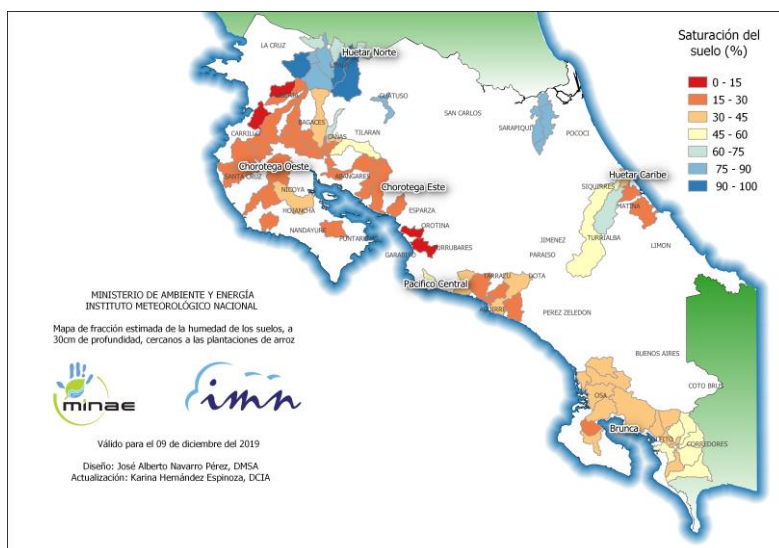 Saturación del
suelo (%)
0 - 15
15 - 30
30 - 45
45 - 60
60 -75
75 - 90
90 - 100
LA CRUZ
Huetar Norte
GUATUSO
SAN CARLOS
SARAPIQUI
POCOCI
BAGACES
CAÑAS
TILARAN
CARRILLO
Chorotega Oeste
SANTA CRUZ
ABANGARES
Chorotega Este
NICOYA
HOJANCHA
ESPARZA
NANDAYURE
OROTINA
GARABITO
TURRUBARES
Huetar Caribe
SIQUIRRES
MATINA
JIMENEZ
TURRIALBA
LIMON
PARAISO
Pacífico Central
TARRAZU
DOTA
AGUIRRE
PEREZ ZELEDON
BUENOS AIRES
COTO BRUS
OSA
Brunca
CORREDORES
MINISTERIO DE AMBIENTE Y ENERGÍA
INSTITUTO METEOROLÓGICO NACIONAL
Mapa de fracción estimada de la humedad de los suelos, a
30cm de profundidad, cercanos a las plantaciones de arroz
minae
imn
Válido para el 09 de diciembre del 2019
Diseño: José Alberto Navarro Pérez, DMSA
Actualización: Karina Hernández Espinoza, DCIA